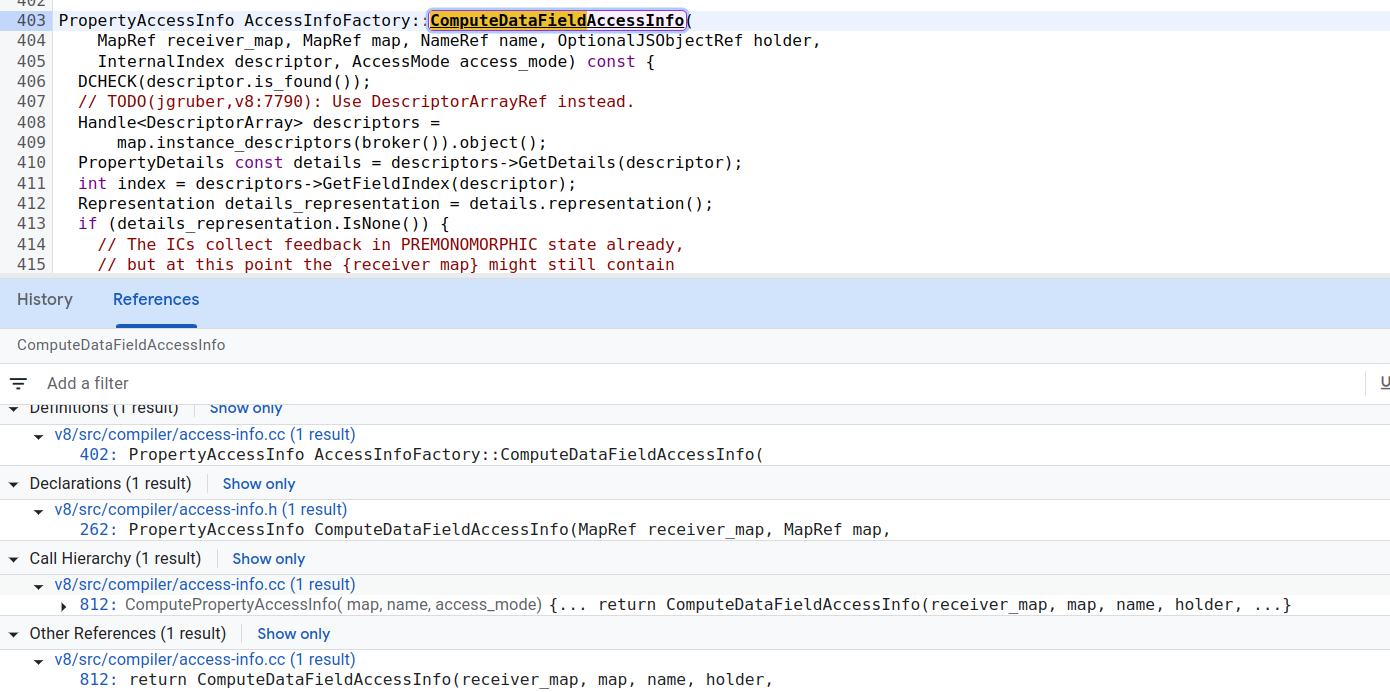 402
403 PropertyAccessInfo AccessInfoFactory::ComputeDataFieldAccessInfo(
404 MapRef receiver_map, MapRef map, NameRef name, OptionalJSObjectRef holder,
405 InternalIndex descriptor, AccessMode access_mode) const {
406 DCHECK(descriptor.is_found());
407 // TODO(jgruber,v8:7790): Use DescriptorArrayRef instead.
408 Handle<DescriptorArray> descriptors =
409 map.instance_descriptors(broker()).object();
410 PropertyDetails const details = descriptors->GetDetails(descriptor);
411 int index = descriptors->GetFieldIndex(descriptor);
412 Representation details_representation = details.representation();
413 if (details_representation.IsNone()) {
414 // The ICs collect feedback in PREMONOMORPHIC state already,
415 // but at this point the {receiver_map} might still contain
History References
ComputeDataFieldAccessInfo
Add a filter
Definitions (1 result) Show only
v8/src/compiler/access-info.cc (1 result)
402: PropertyAccessInfo AccessInfoFactory::ComputeDataFieldAccessInfo(
Declarations (1 result) Show only
v8/src/compiler/access-info.h (1 result)
262: PropertyAccessInfo ComputeDataFieldAccessInfo(MapRef receiver_map, MapRef map,
Call Hierarchy (1 result) Show only
v8/src/compiler/access-info.cc (1 result)
812: ComputePropertyAccessInfo( map, name, access_mode) {... return ComputeDataFieldAccessInfo(receiver_map, map, name, holder, ...}
Other References (1 result) Show only
v8/src/compiler/access-info.cc (1 result)
812: return ComputeDataFieldAccessInfo(receiver_map, map, name, holder,